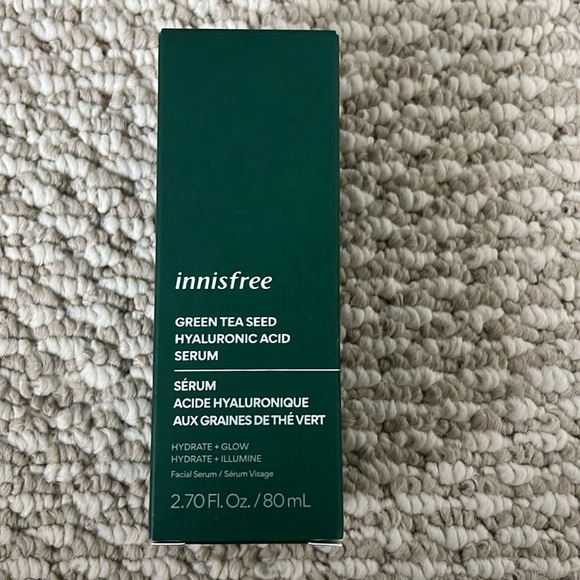 innisfree
GREEN TEA SEED
HYALURONIC ACID
SERUM
SÉRUM
ACIDE HYALURONIQUE
AUX GRAINES DE THÉ VERT
HYDRATE + GLOW
HYDRATE + ILLUMINE
Facial Serum / Sérum Visage
2.70 Fl. Oz. / 80 mL